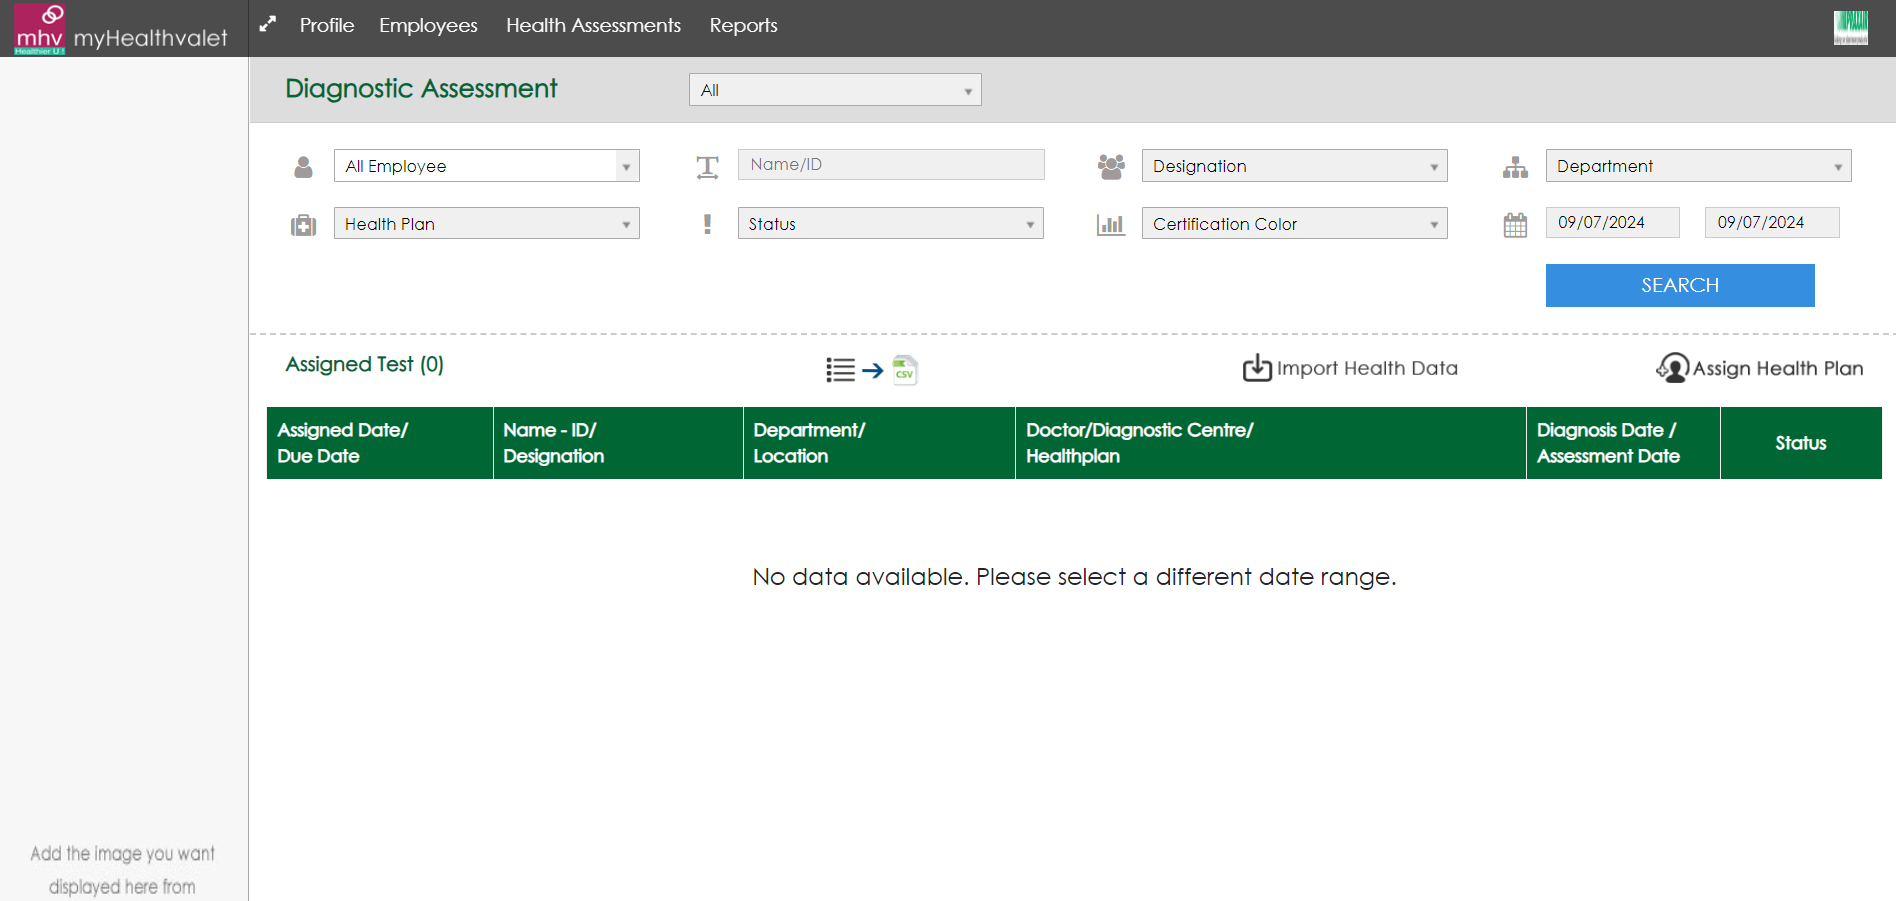 mhv
Healthier U !
myHealthvalet
Profile Employees Health Assessments Reports
Diagnostic Assessment
All
All Employee
Name/ID
Designation
Department
Health Plan
Status
Certification Color
09/07/2024
09/07/2024
SEARCH
Assigned Test (0)
CSV
Import Health Data
Assign Health Plan
Assigned Date/
Due Date
Name - ID/
Designation
Department/
Location
Doctor/Diagnostic Centre/
Healthplan
Diagnosis Date /
Assessment Date
Status
No data available. Please select a different date range.
Add the image you want
displayed here from